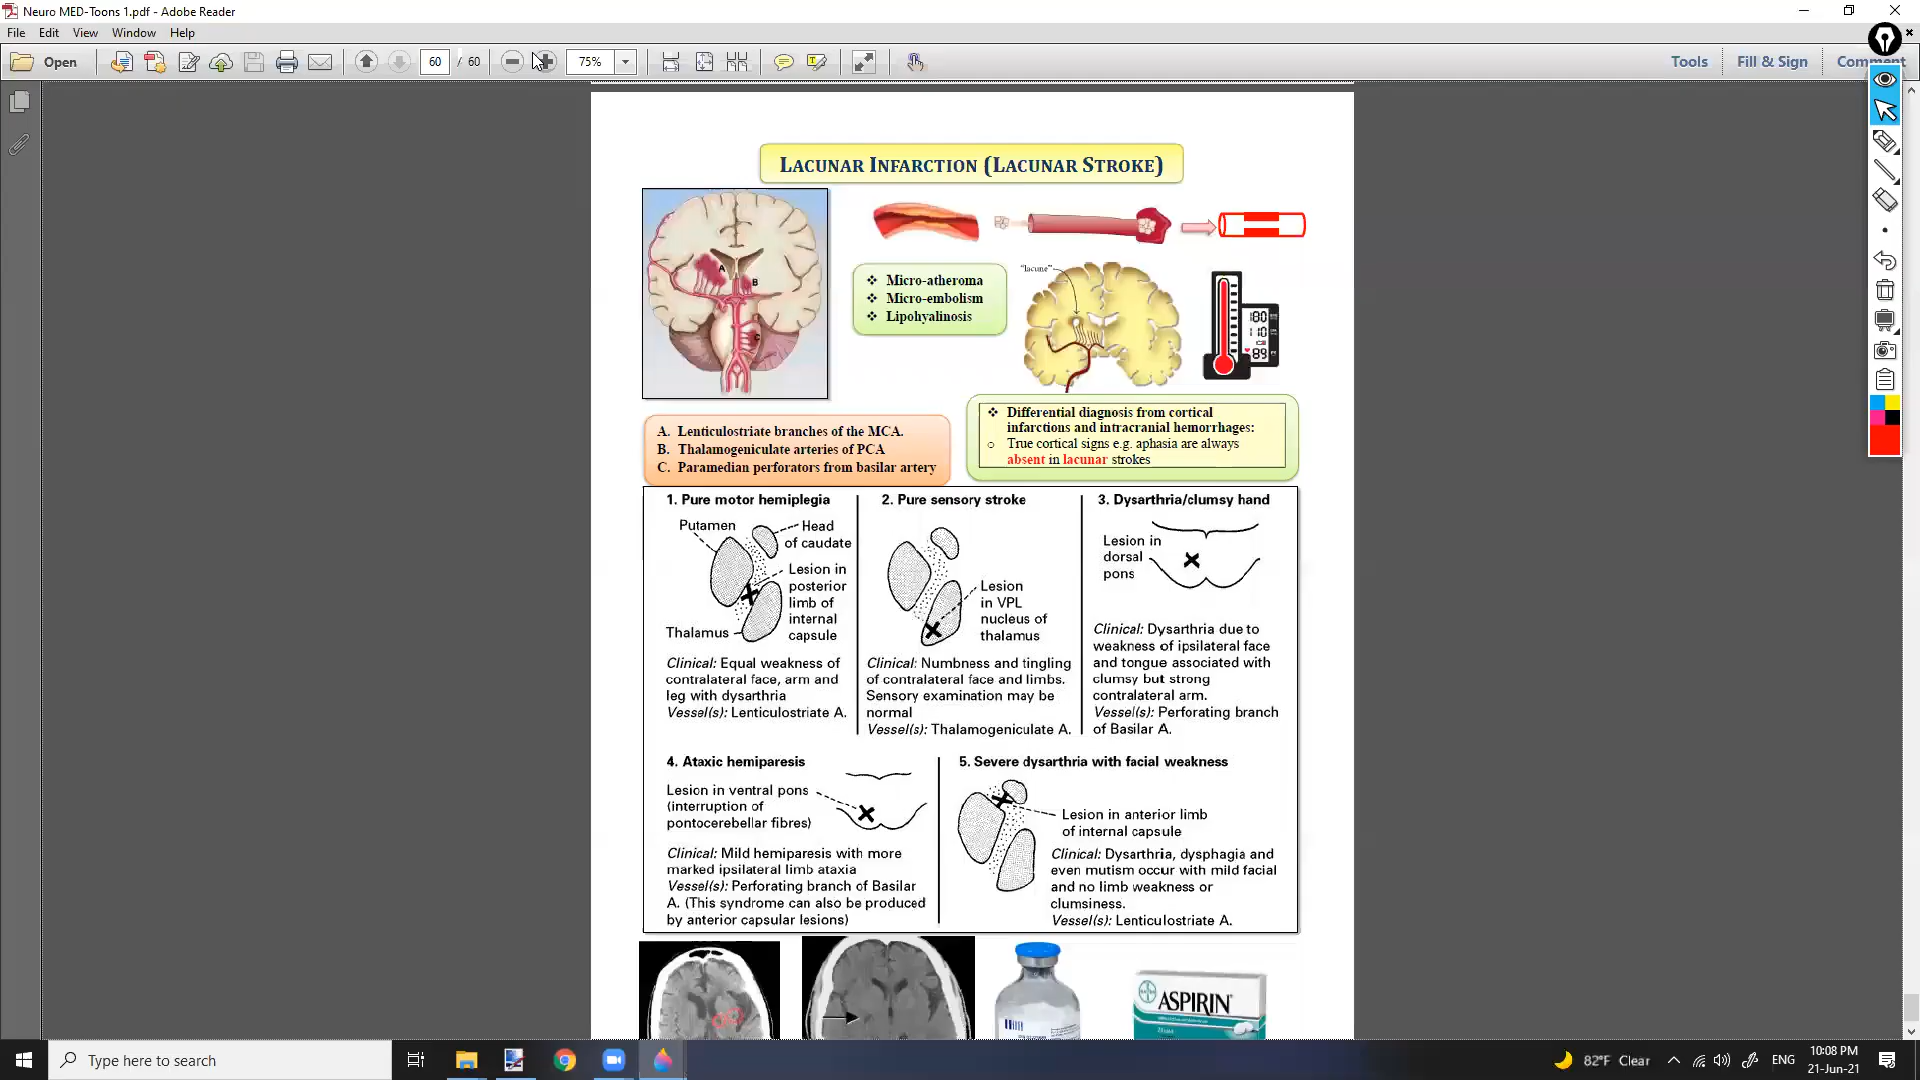 Neuro MED-Toons 1.pdf - Adobe Reader
File Edit View Window Help
Open 60 / 60 75% Tools Fill & Sign Comment
LACUNAR INFARCTION (LACUNAR STROKE)
A
B
❖ Micro-atheroma
❖ Micro-embolism
❖ Lipohyalinosis
"lacune"
180
110
89
A. Lenticulostriate branches of the MCA.
B. Thalamogeniculate arteries of PCA
C. Paramedian perforators from basilar artery
❖ Differential diagnosis from cortical
infarctions and intracranial hemorrhages:
○ True cortical signs e.g. aphasia are always
absent in lacunar strokes
1. Pure motor hemiplegia
Putamen
Head
of caudate
Lesion in
posterior
limb of
internal
capsule
Thalamus
Clinical: Equal weakness of
contralateral face, arm and
leg with dysarthria
Vessel(s): Lenticulostriate A.
2. Pure sensory stroke
Lesion
in VPL
nucleus of
thalamus
Clinical: Numbness and tingling
of contralateral face and limbs.
Sensory examination may be
normal
Vessel(s): Thalamogeniculate A.
3. Dysarthria/clumsy hand
Lesion in
dorsal
pons
Clinical: Dysarthria due to
weakness of ipsilateral face
and tongue associated with
clumsy but strong
contralateral arm.
Vessel(s): Perforating branch
of Basilar A.
4. Ataxic hemiparesis
Lesion in ventral pons
(interruption of
pontocerebellar fibres)
Clinical: Mild hemiparesis with more
marked ipsilateral limb ataxia
Vessel(s): Perforating branch of Basilar
A. (This syndrome can also be produced
by anterior capsular lesions)
5. Severe dysarthria with facial weakness
Lesion in anterior limb
of internal capsule
Clinical: Dysarthria, dysphagia and
even mutism occur with mild facial
and no limb weakness or
clumsiness.
Vessel(s): Lenticulostriate A.
ASPIRIN
Type here to search
82°F Clear
ENG
10:08 PM
21-Jun-21